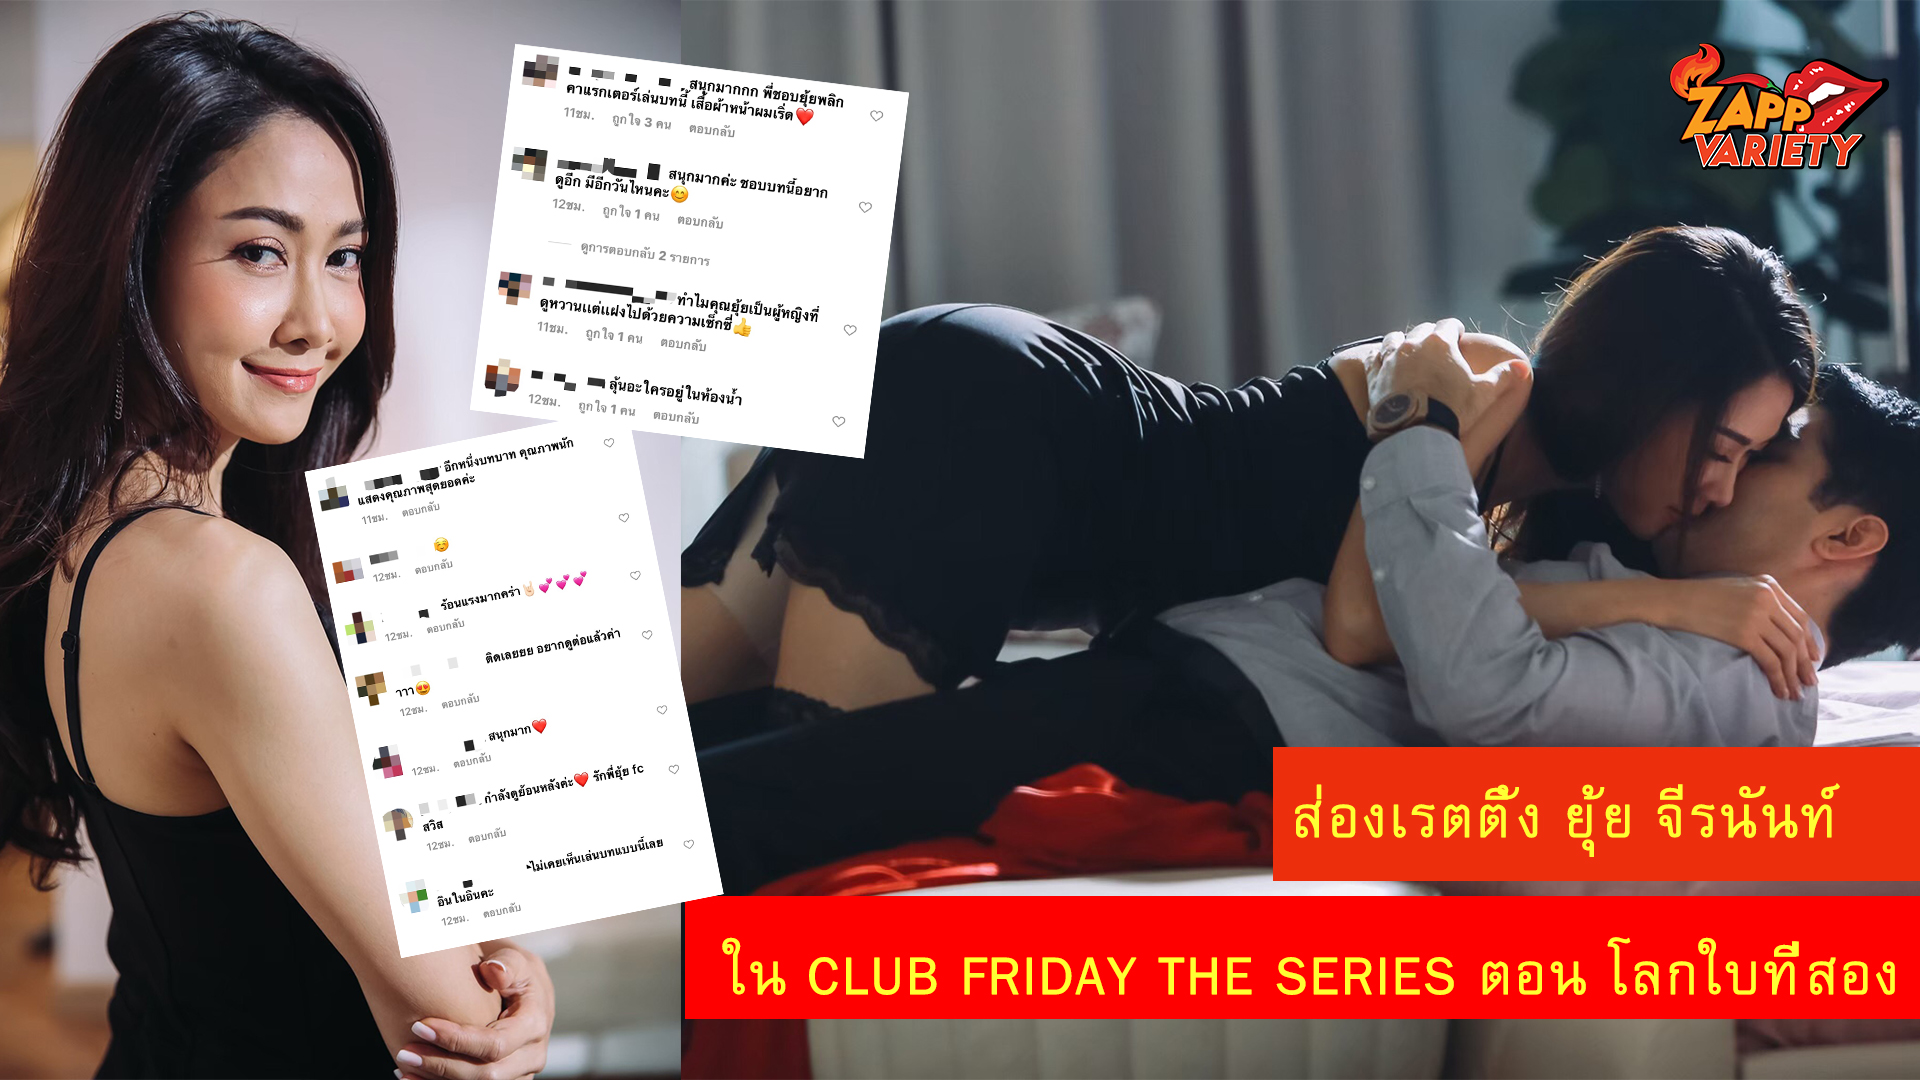 สนุกมากกก พี่ชอบยุ้ยพลิก
คาแรกเตอร์เล่นบทนี้ เสื้อผ้าหน้าผมเริ่ด❤️
11ชม. ถูกใจ 3 คน ตอบกลับ
สนุกมากค่ะ ชอบบทนี้อยาก
ดูอีก มีอีกวันไหนคะ😊
12ชม. ถูกใจ 1 คน ตอบกลับ
ดูการตอบกลับ 2 รายการ
ทำไมคุณยุ้ยเป็นผู้หญิงที่
ดูหวานแต่แฝงไปด้วยความเซ็กซี่👍
11ชม. ถูกใจ 1 คน ตอบกลับ
ลุ้นอะใครอยู่ในห้องน้ำ
12ชม. ถูกใจ 1 คน ตอบกลับ
อีกหนึ่งบทบาท คุณภาพนัก
แสดงคุณภาพสุดยอดค่ะ
11ชม. ตอบกลับ
☺️
12ชม. ตอบกลับ
ร้อนแรงมากคร่า🤘🏻💕💕💕
12ชม. ตอบกลับ
ติดเลยยย อยากดูต่อแล้วค่า
าาา😍
12ชม. ตอบกลับ
สนุกมาก❤️
12ชม. ตอบกลับ
กำลังดูย้อนหลังค่ะ❤️ รักพี่ยุ้ย fc
สวิส
12ชม. ตอบกลับ
ไม่เคยเห็นเล่นบทแบบนี้เลย
อินในอินคะ
12ชม. ตอบกลับ
ZAPP
VARIETY
ส่องเรตติ้ง ยุ้ย จีรนันท์
ใน CLUB FRIDAY THE SERIES ตอน โลกใบที่สอง